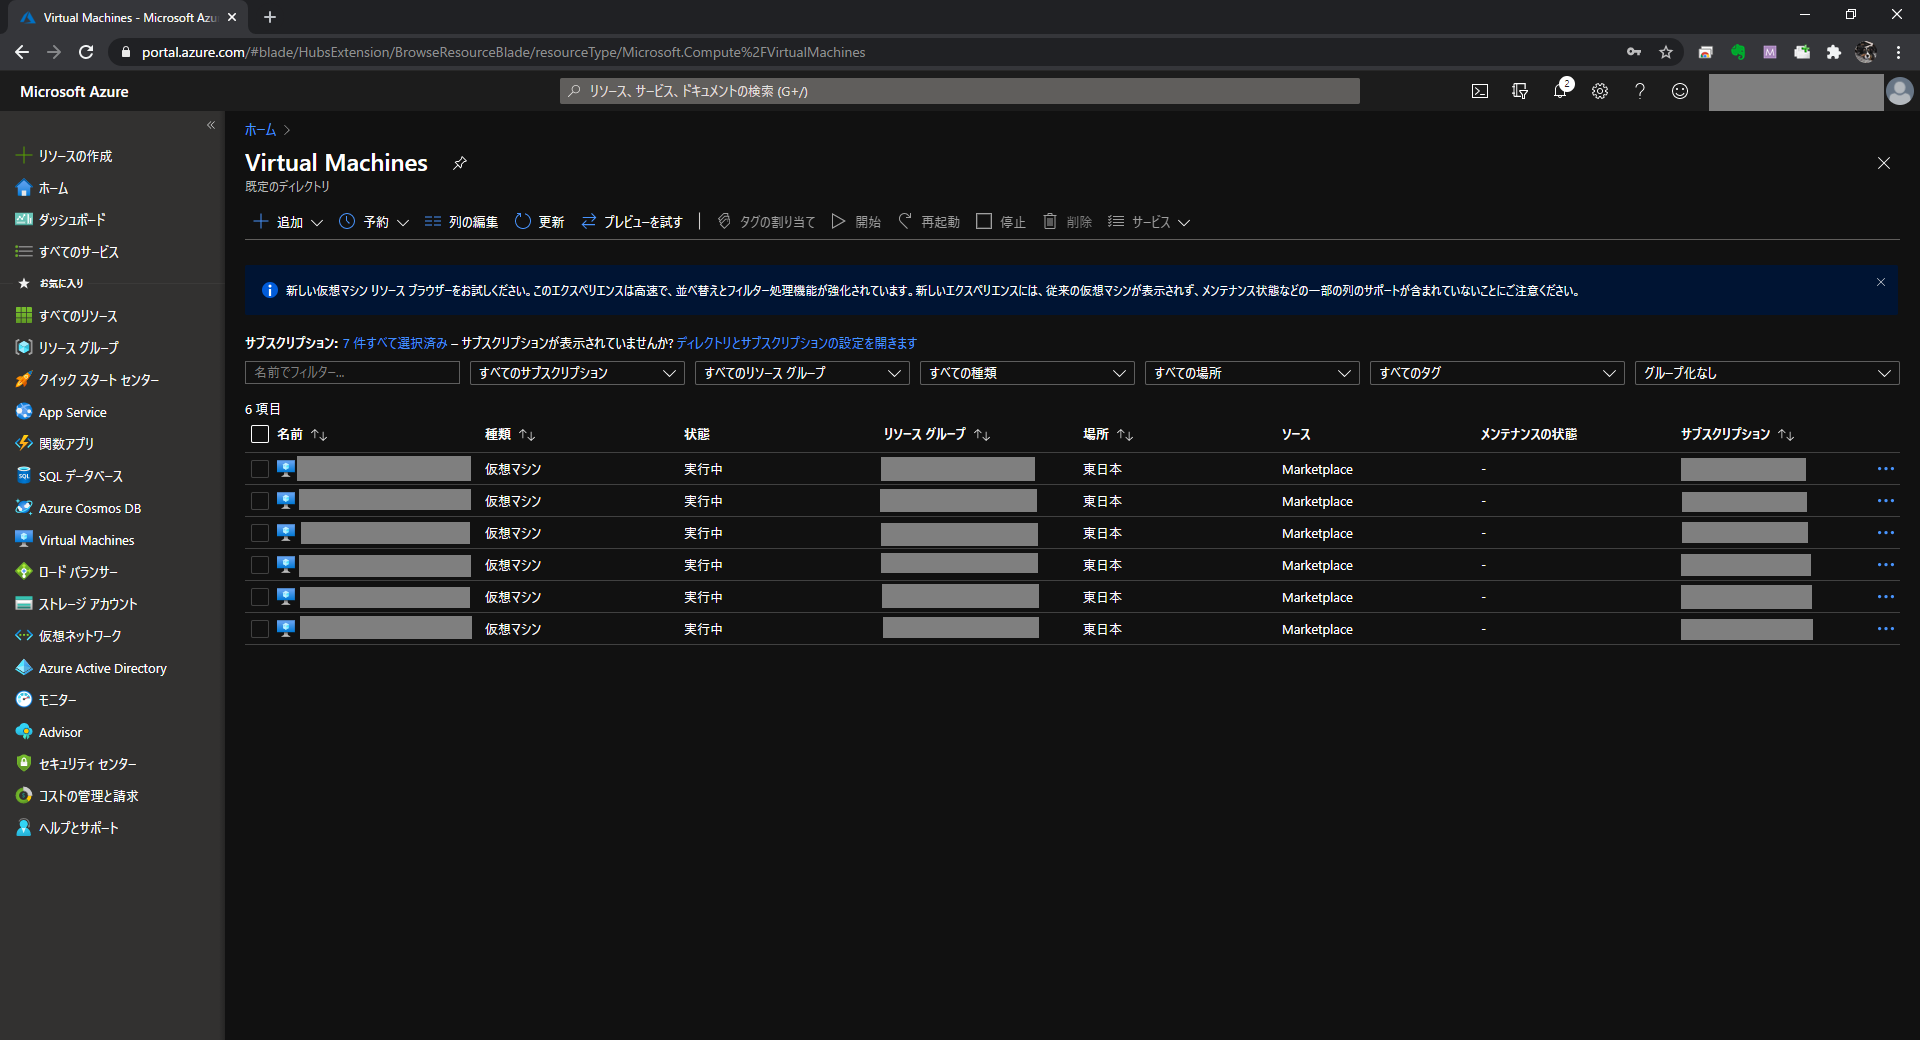 Virtual Machines - Microsoft Azu
portal.azure.com/#blade/HubsExtension/BrowseResourceBlade/resourceType/Microsoft.Compute%2FVirtualMachines
Microsoft Azure
リソース、サービス、ドキュメントの検索 (G+/)
2
リソースの作成
ホーム
ダッシュボード
すべてのサービス
お気に入り
すべてのリソース
リソース グループ
クイック スタート センター
App Service
関数アプリ
SQL データベース
Azure Cosmos DB
Virtual Machines
ロード バランサー
ストレージ アカウント
仮想ネットワーク
Azure Active Directory
モニター
Advisor
セキュリティ センター
コストの管理と請求
ヘルプとサポート
ホーム
Virtual Machines
既定のディレクトリ
追加 予約 列の編集 更新 プレビューを試す タグの割り当て 開始 再起動 停止 削除 サービス
新しい仮想マシン リソース ブラウザーをお試しください。このエクスペリエンスは高速で、並べ替えとフィルター処理機能が強化されています。新しいエクスペリエンスには、従来の仮想マシンが表示されず、メンテナンス状態などの一部の列のサポートが含まれていないことにご注意ください。
サブスクリプション: 7 件すべて選択済み – サブスクリプションが表示されていませんか? ディレクトリとサブスクリプションの設定を開きます
名前でフィルター... すべてのサブスクリプション すべてのリソース グループ すべての種類 すべての場所 すべてのタグ グループ化なし
6 項目
名前 種類 状態 リソース グループ 場所 ソース メンテナンスの状態 サブスクリプション
仮想マシン 実行中 東日本 Marketplace -
仮想マシン 実行中 東日本 Marketplace -
仮想マシン 実行中 東日本 Marketplace -
仮想マシン 実行中 東日本 Marketplace -
仮想マシン 実行中 東日本 Marketplace -
仮想マシン 実行中 東日本 Marketplace -